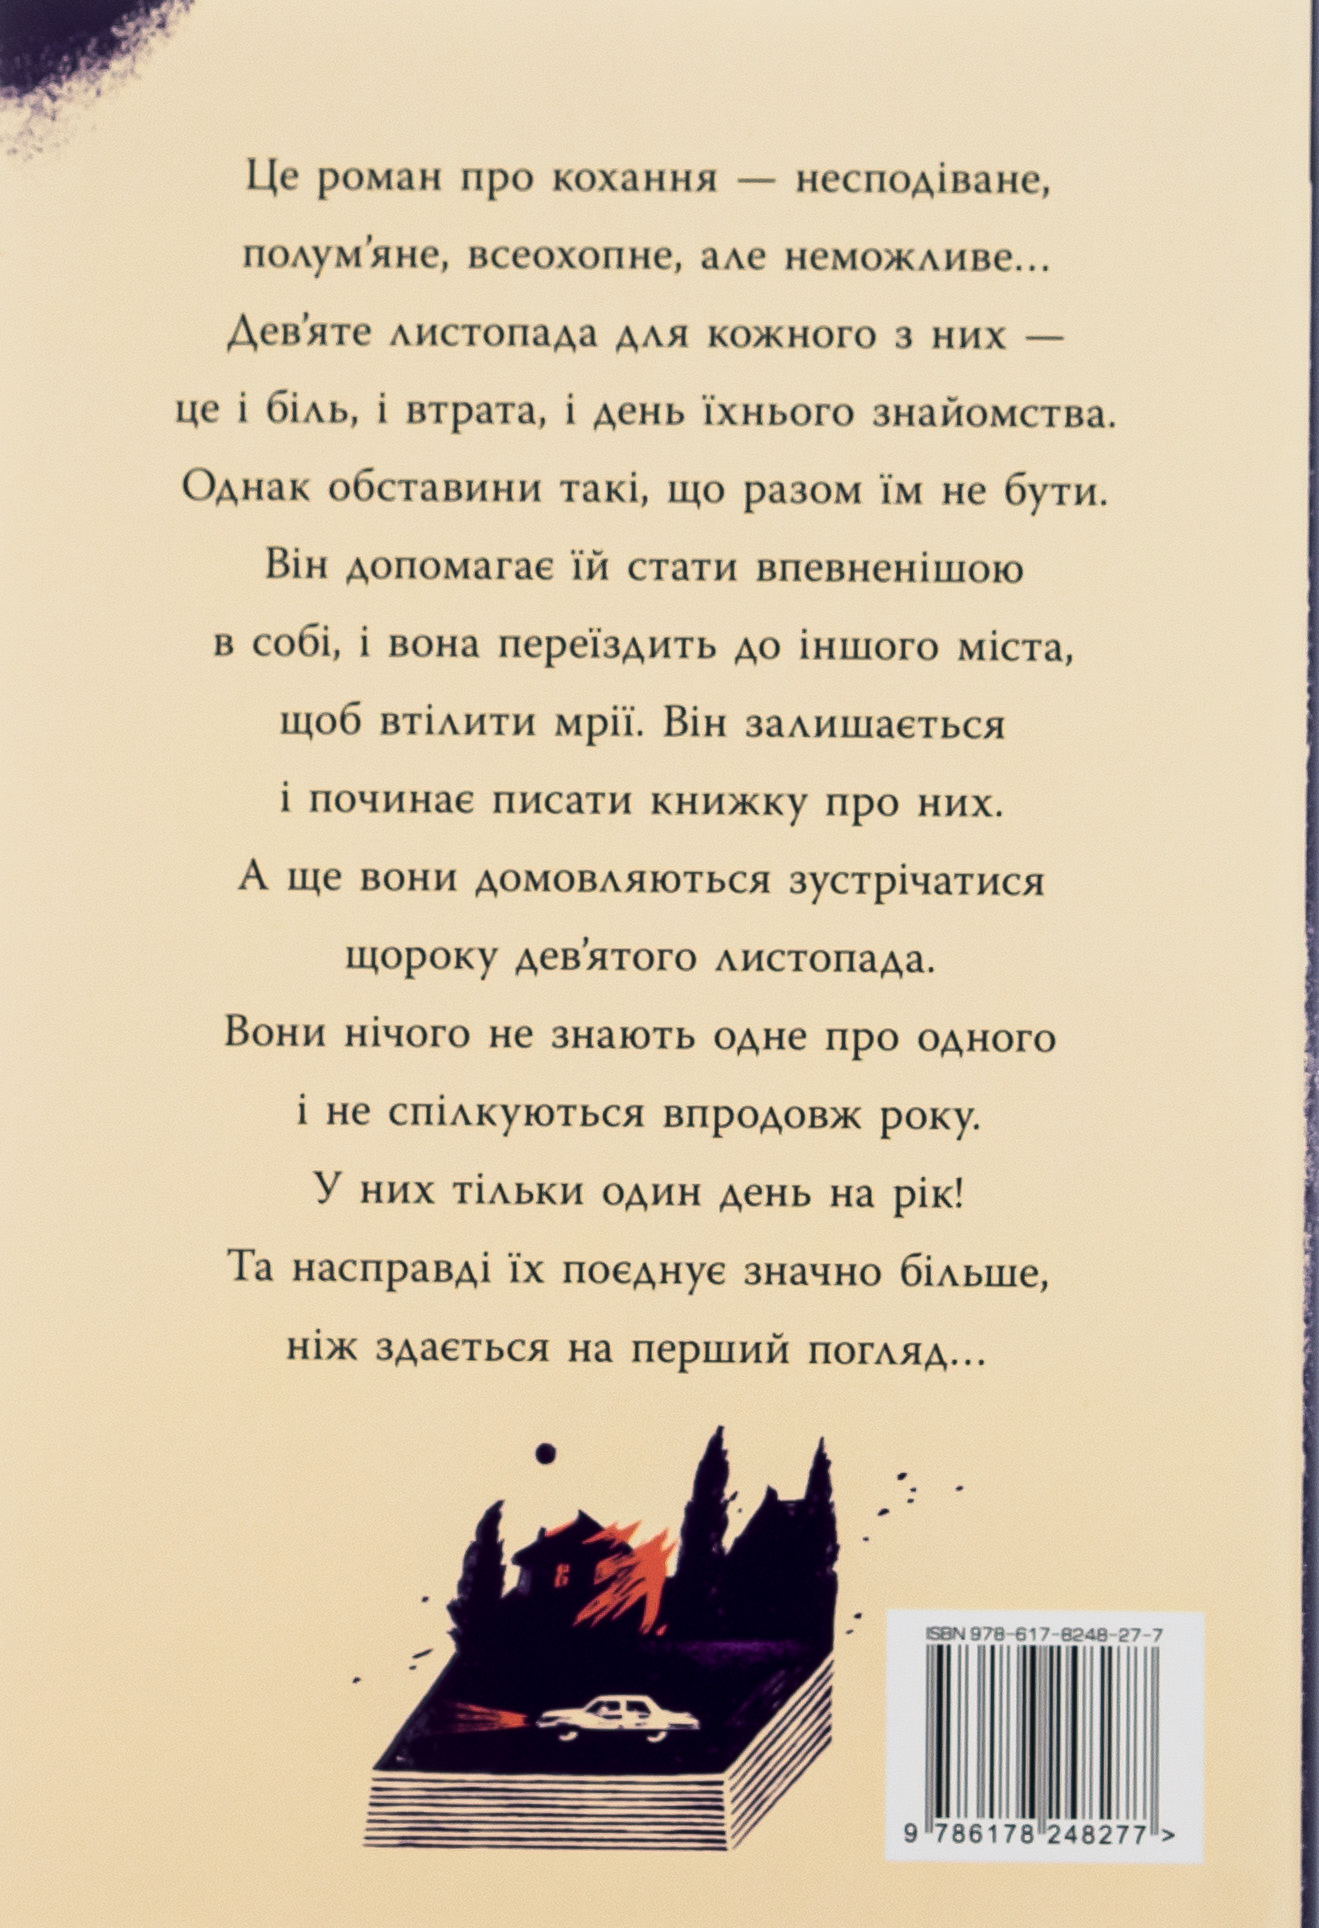 Це роман про кохання — несподіване,
полум’яне, всеохопне, але неможливе...
Дев’яте листопада для кожного з них —
це і біль, і втрата, і день їхнього знайомства.
Однак обставини такі, що разом їм не бути.
Він допомагає їй стати впевненішою
в собі, і вона переїздить до іншого міста,
щоб втілити мрії. Він залишається
і починає писати книжку про них.
А ще вони домовляються зустрічатися
щороку дев’ятого листопада.
Вони нічого не знають одне про одного
і не спілкуються впродовж року.
У них тільки один день на рік!
Та насправді їх поєднує значно більше,
ніж здається на перший погляд...
ISBN 978-617-8248-27-7
9 786178 248277 >